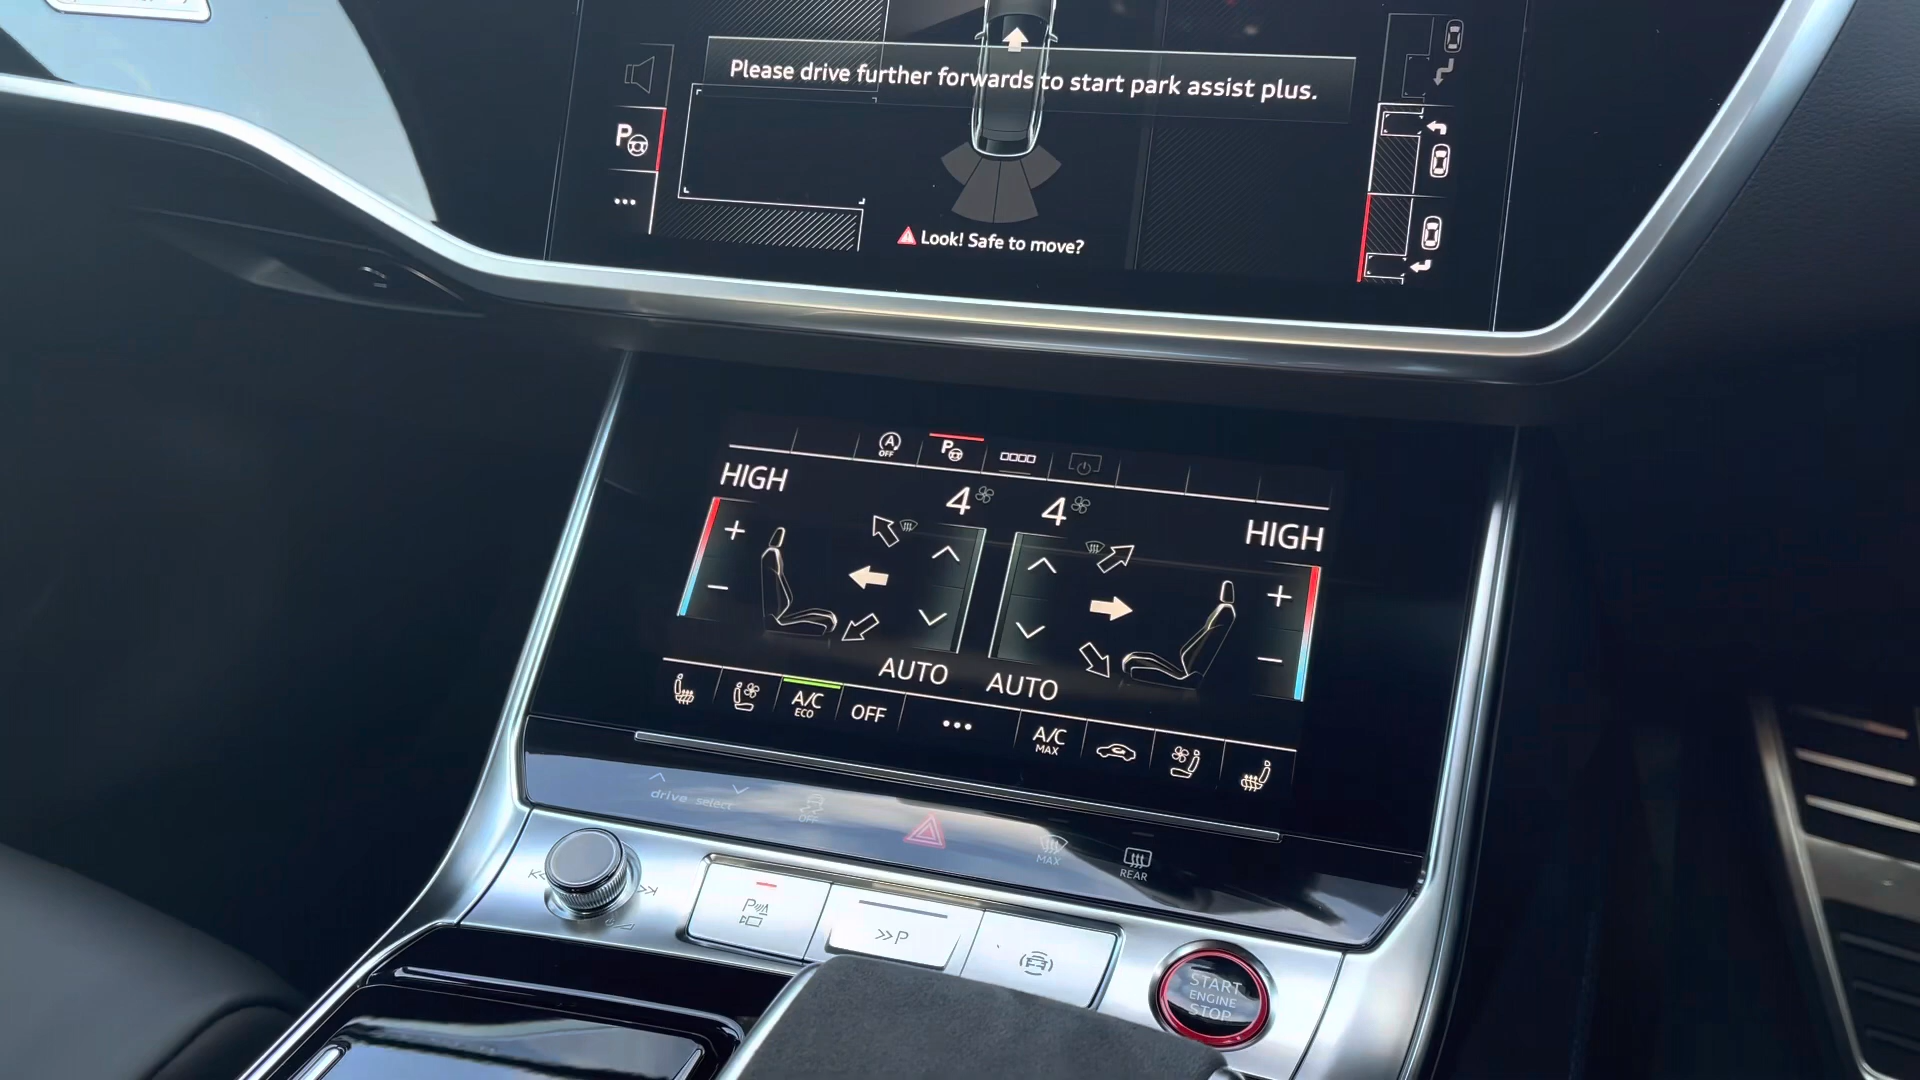 Please drive further forwards to start park assist plus.
P
Look! Safe to move?
A
OFF
P
HIGH
4
4
HIGH
+
+
−
−
AUTO
AUTO
A/C
ECO
OFF
A/C
MAX
drive select
OFF
MAX
REAR
P
>>P
START
ENGINE
STOP